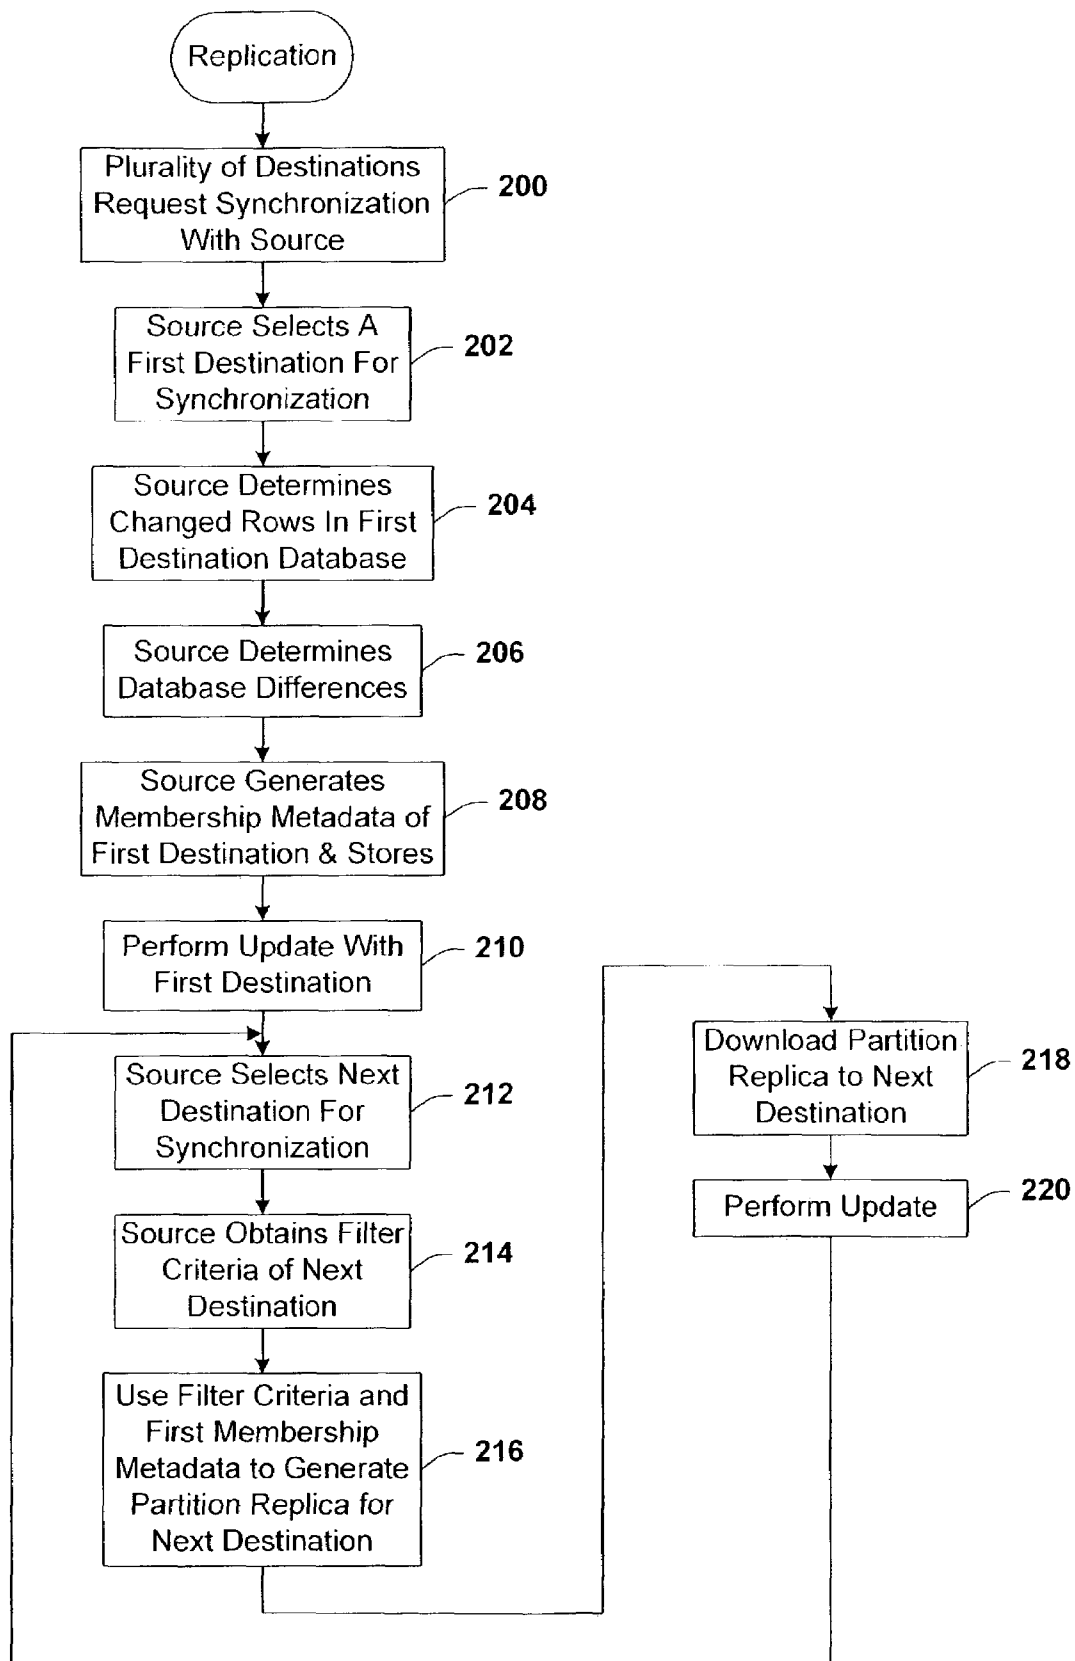 Replication
Plurality of Destinations
Request Synchronization
With Source
200
Source Selects A
First Destination For
Synchronization
202
Source Determines
Changed Rows In First
Destination Database
204
Source Determines
Database Differences
206
Source Generates
Membership Metadata of
First Destination & Stores
208
Perform Update With
First Destination
210
Source Selects Next
Destination For
Synchronization
212
Source Obtains Filter
Criteria of Next
Destination
214
Use Filter Criteria and
First Membership
Metadata to Generate
Partition Replica for
Next Destination
216
Download Partition
Replica to Next
Destination
218
Perform Update
220